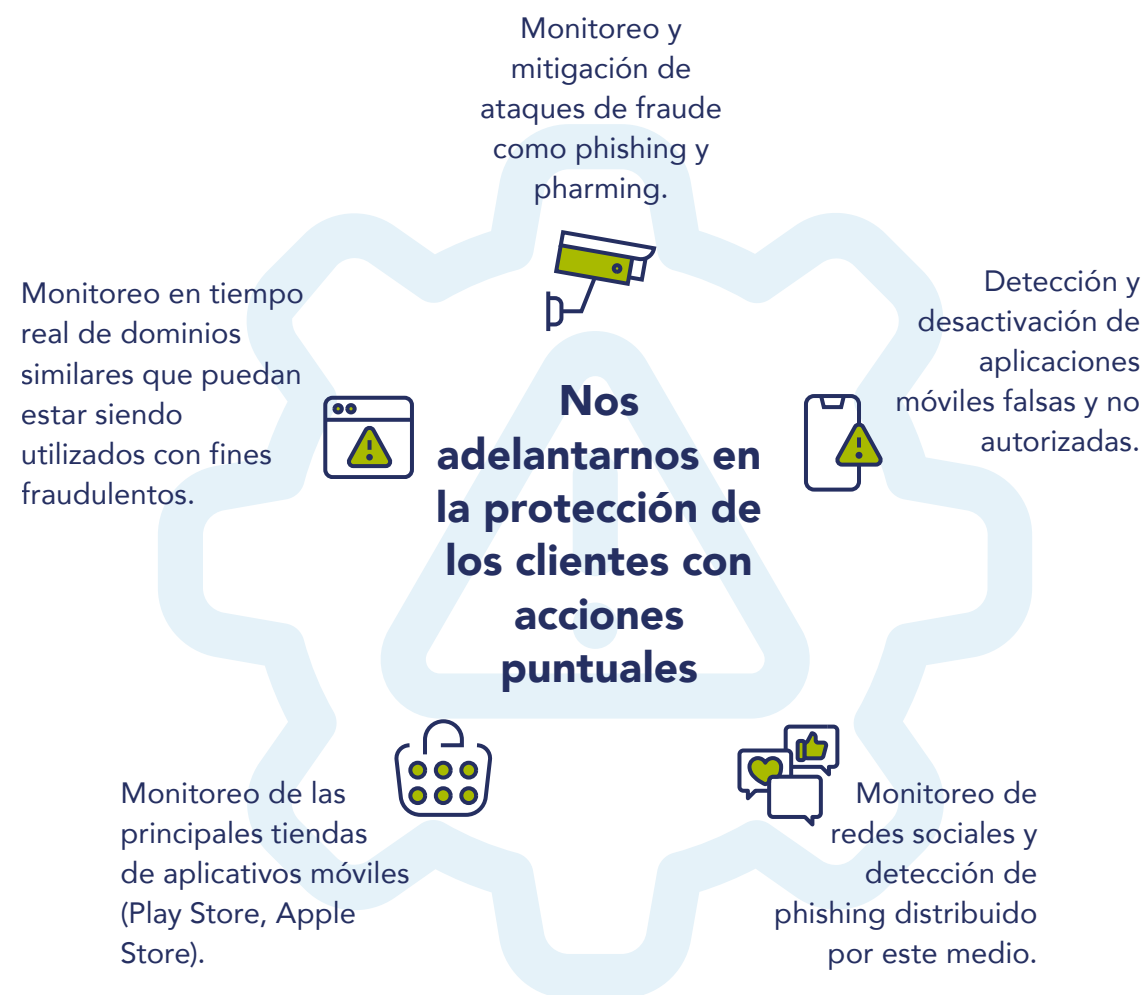 Monitoreo y
mitigación de
ataques de fraude
como phishing y
pharming.
Monitoreo en tiempo
real de dominios
similares que puedan
estar siendo
utilizados con fines
fraudulentos.
Detección y
desactivación de
aplicaciones
móviles falsas y no
autorizadas.
Nos
adelantarnos en
la protección de
los clientes con
acciones
puntuales
Monitoreo de las
principales tiendas
de aplicativos móviles
(Play Store, Apple
Store).
Monitoreo de
redes sociales y
detección de
phishing distribuido
por este medio.